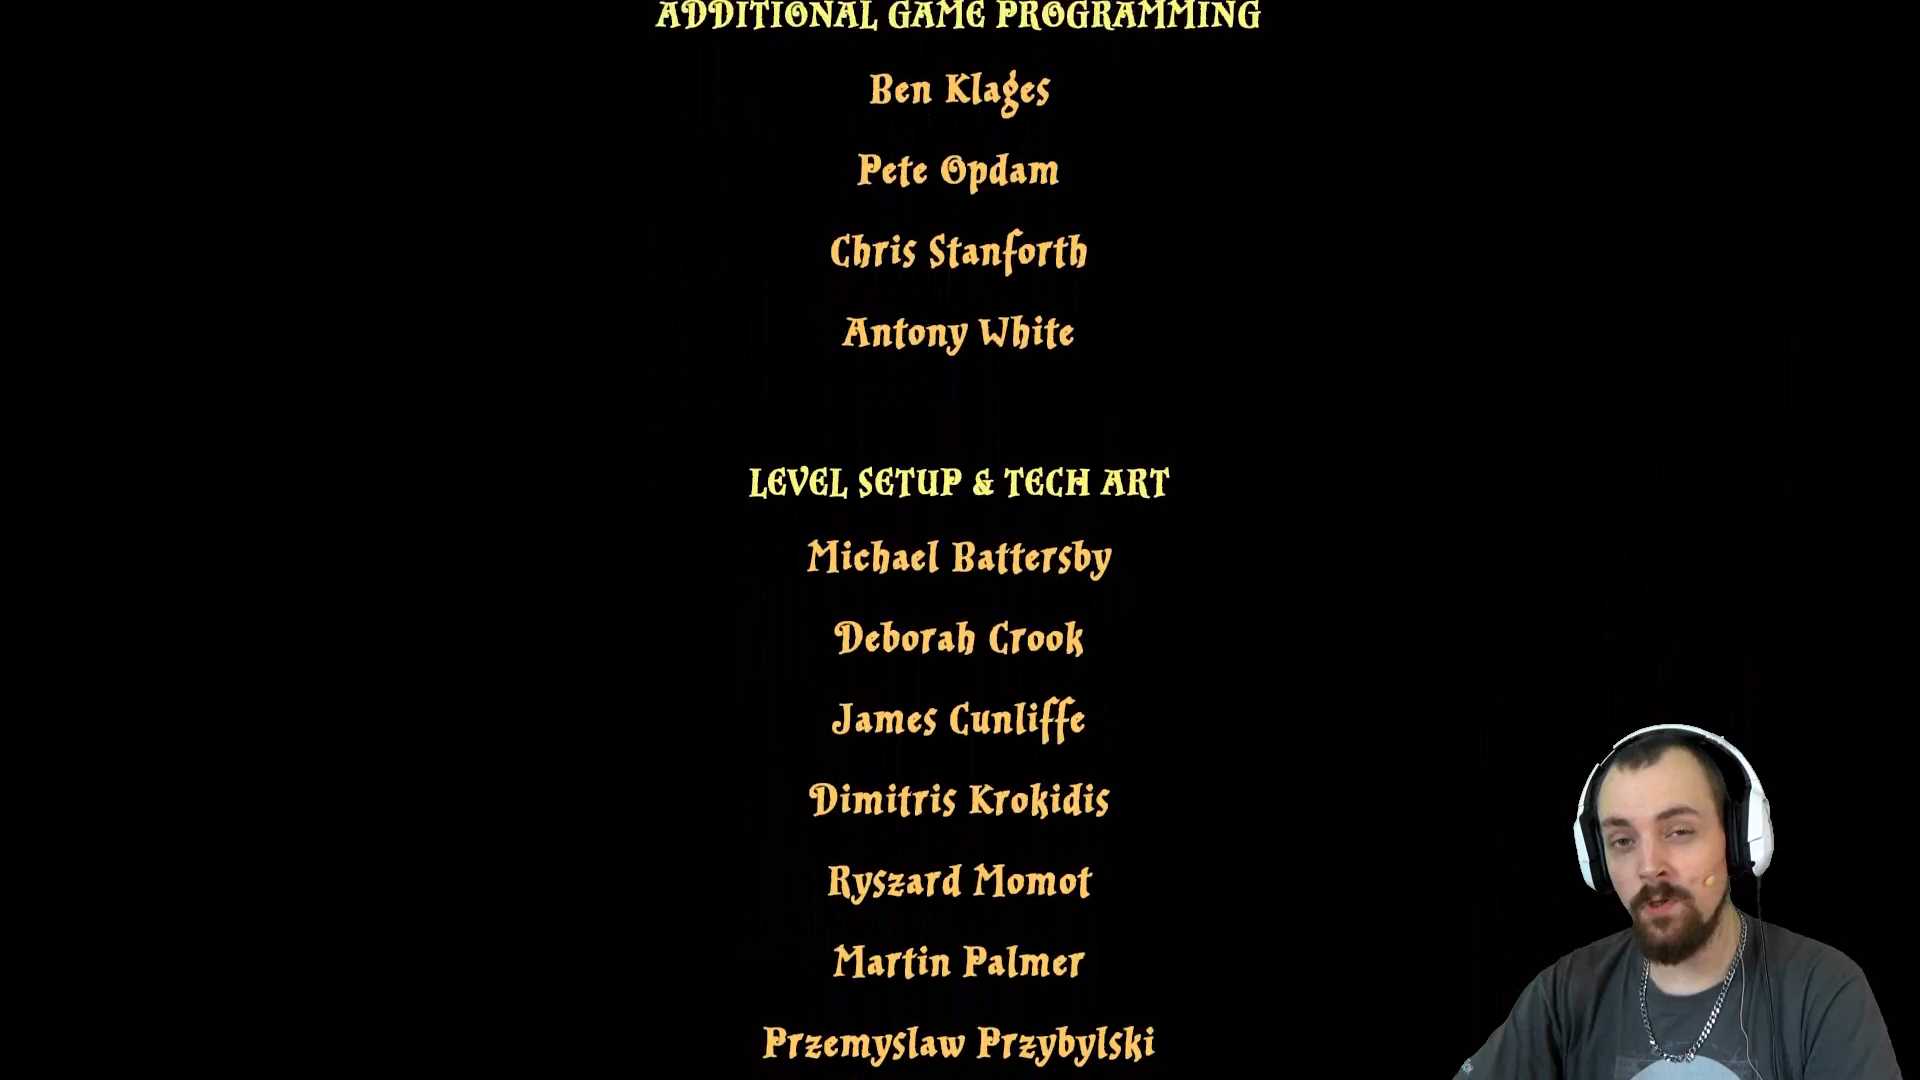 ADDITIONAL GAME PROGRAMMING
Ben Klages
Pete Opdam
Chris Stanforth
Antony White
LEVEL SETUP & TECH ART
Michael Battersby
Deborah Crook
James Cunliffe
Dimitris Krokidis
Ryszard Momot
Martin Palmer
Przemyslaw Przybylski